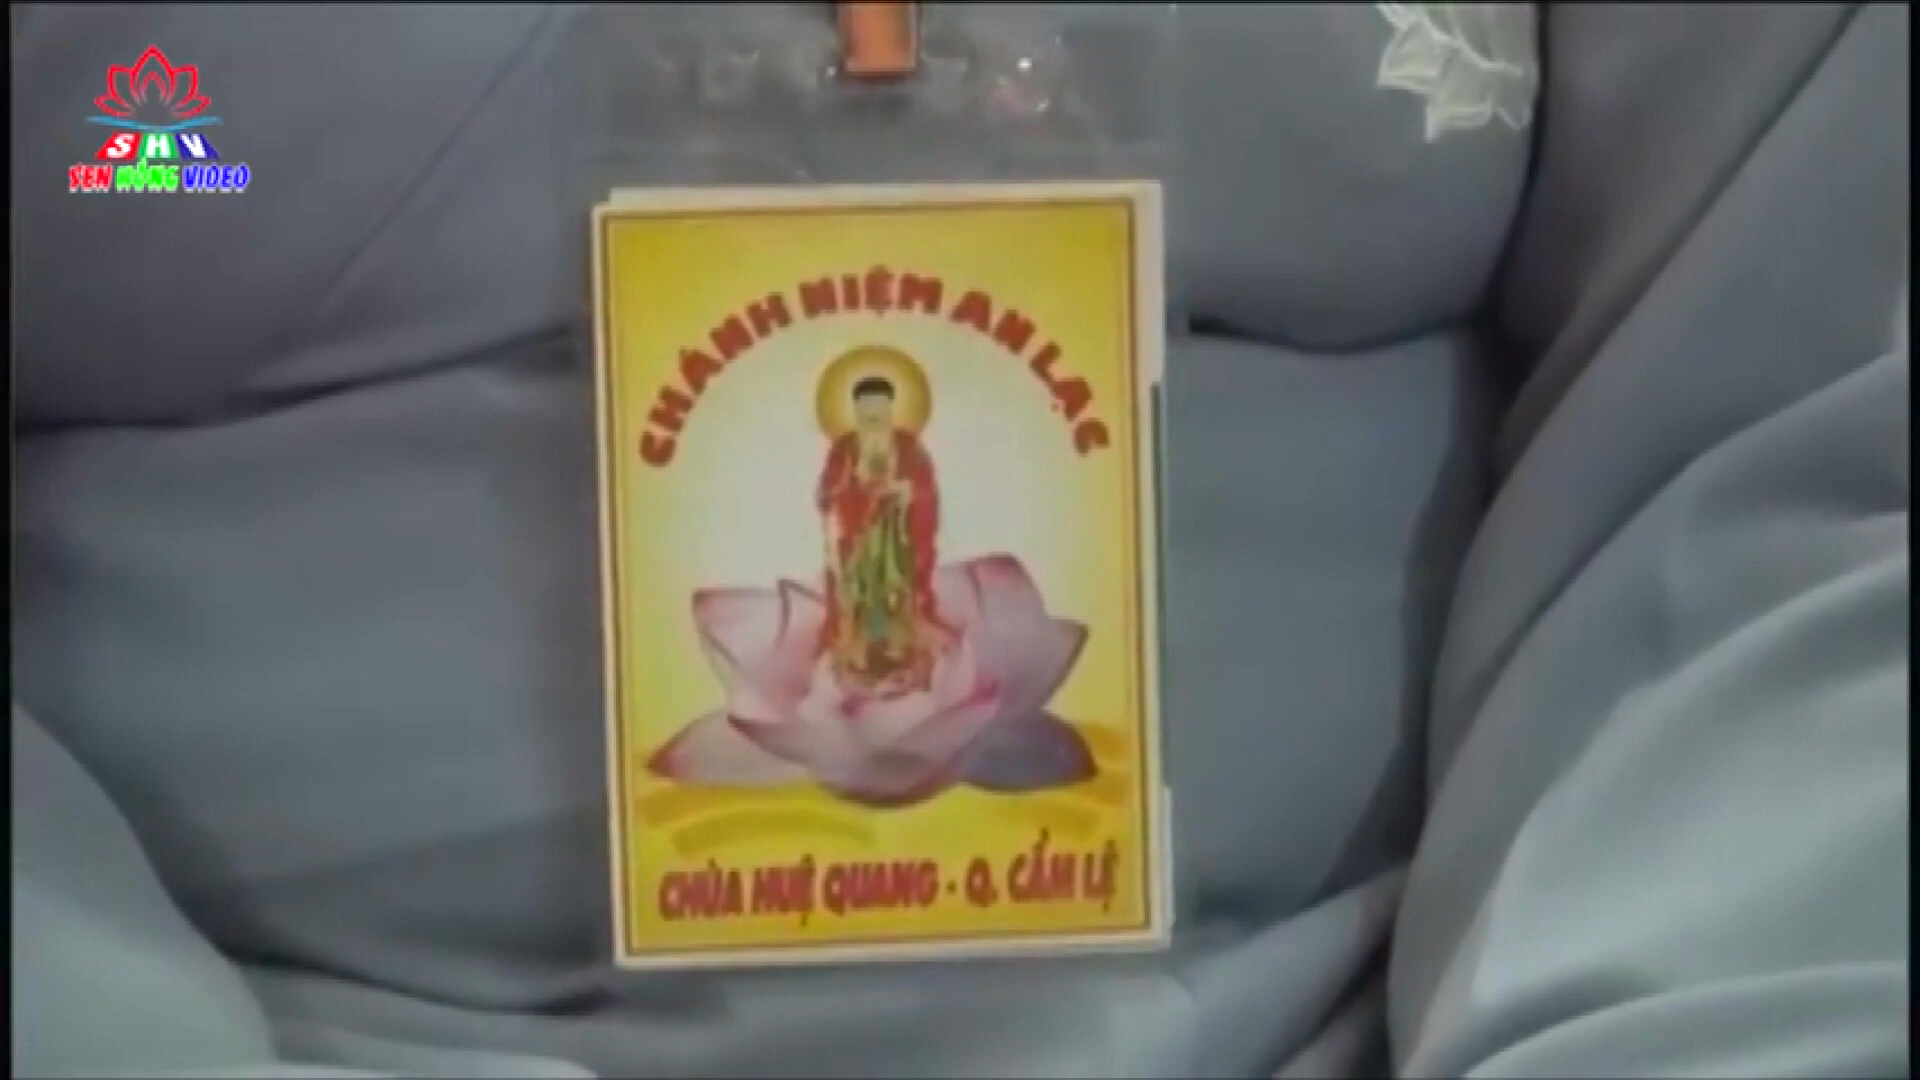 SHV
SEN HỒNG VIDEO
CHÁNH NIỆM AN LẠC
CHÙA HUỆ QUANG - Q. CẨM LỆ